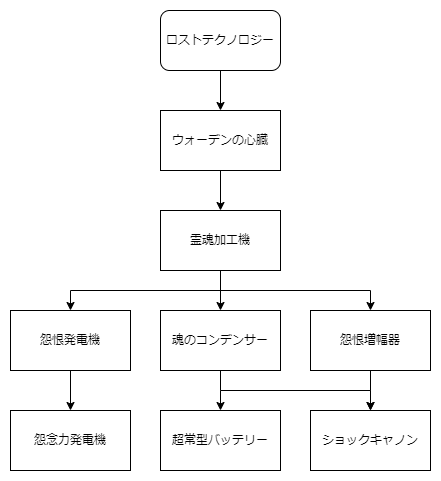 ロストテクノロジー
ウォーデンの心臓
霊魂加工機
怨恨発電機
魂のコンデンサー
怨恨増幅器
怨念力発電機
超常型バッテリー
ショックキャノン